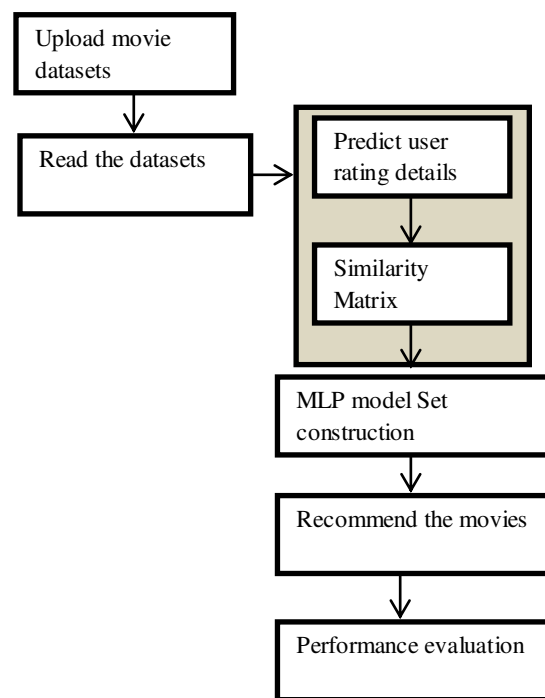 Upload movie
datasets
Read the datasets
Predict user
rating details
Similarity
Matrix
MLP model Set
construction
Recommend the movies
Performance evaluation